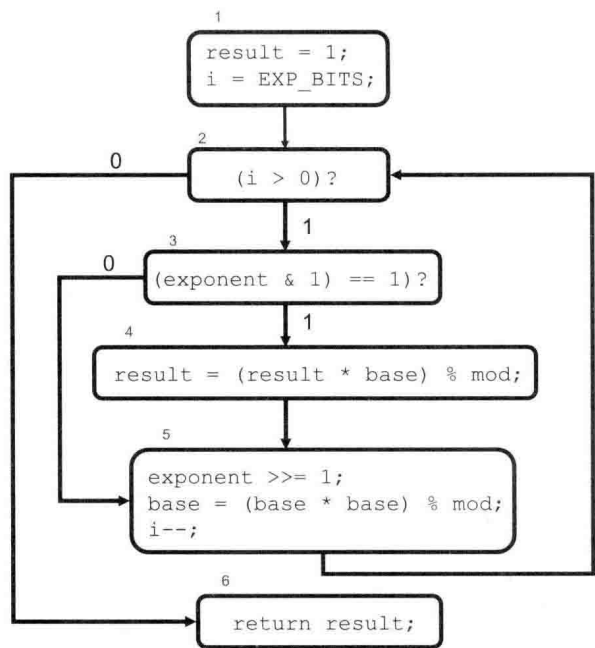 1
result = 1;
i = EXP_BITS;
2
0
(i > 0)?
1
3
0
(exponent & 1) == 1)?
1
4
result = (result * base) % mod;
5
exponent >>= 1;
base = (base * base) % mod;
i--;
6
return result;